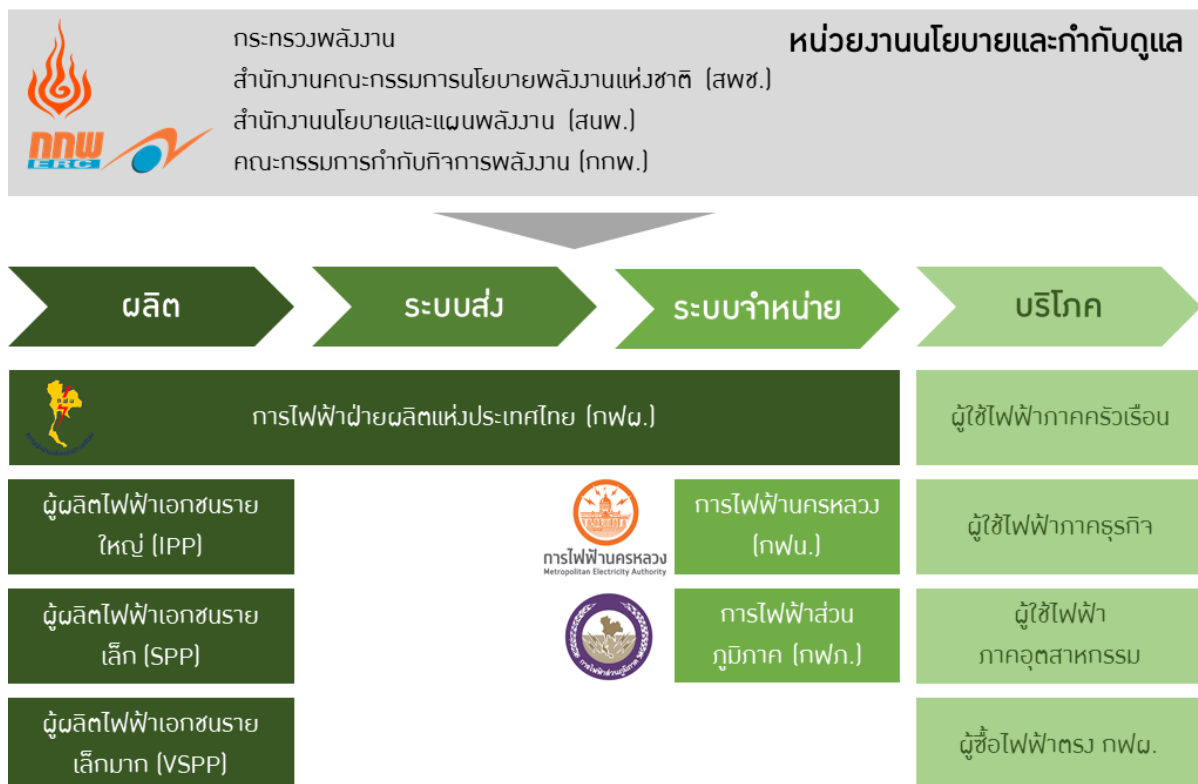 กระทรวงพลังงาน
หน่วยงานนโยบายและกำกับดูแล
สำนักงานคณะกรรมการนโยบายพลังงานแห่งชาติ (สพช.)
สำนักงานนโยบายและแผนพลังงาน (สนพ.)
คณะกรรมการกำกับกิจการพลังงาน (กกพ.)
กกพ
ERC
ผลิต
ระบบส่ง
ระบบจำหน่าย
บริโภค
การไฟฟ้าฝ่ายผลิตแห่งประเทศไทย (กฟผ.)
ผู้ใช้ไฟฟ้าภาคครัวเรือน
ผู้ผลิตไฟฟ้าเอกชนราย
ใหญ่ (IPP)
การไฟฟ้านครหลวง
Metropolitan Electricity Authority
การไฟฟ้านครหลวง
(กฟน.)
ผู้ใช้ไฟฟ้าภาคธุรกิจ
ผู้ผลิตไฟฟ้าเอกชนราย
เล็ก (SPP)
การไฟฟ้าส่วนภูมิภาค
การไฟฟ้าส่วน
ภูมิภาค (กฟภ.)
ผู้ใช้ไฟฟ้า
ภาคอุตสาหกรรม
ผู้ผลิตไฟฟ้าเอกชนราย
เล็กมาก (VSPP)
ผู้ซื้อไฟฟ้าตรง กฟผ.